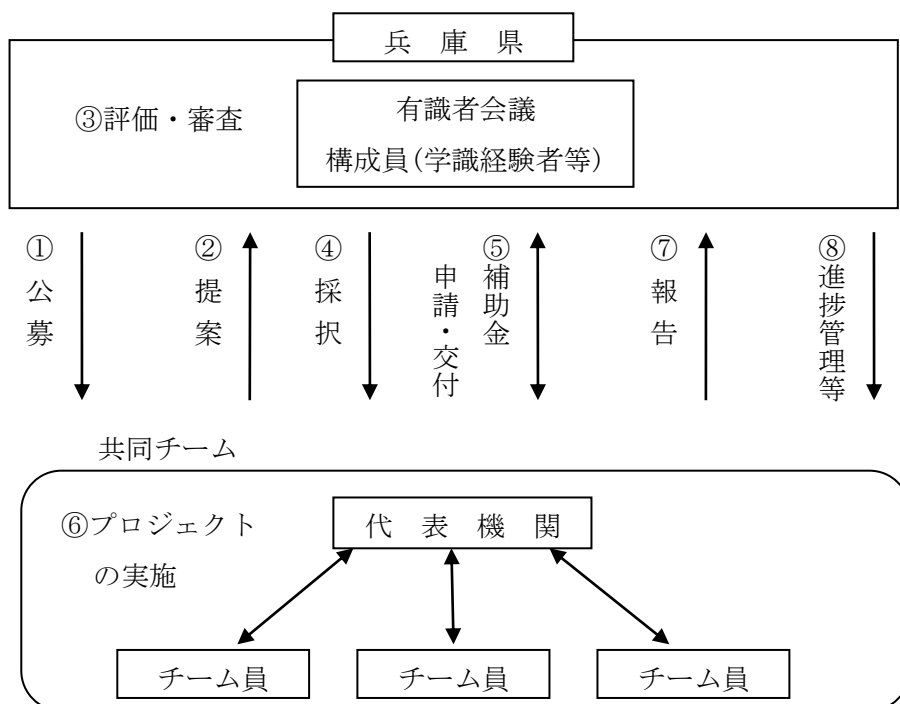 兵 庫 県
③評価・審査
有識者会議
構成員(学識経験者等)
①公募
②提案
④採択
⑤補助金
申請・交付
⑦報告
⑧進捗管理等
共同チーム
⑥プロジェクト
の実施
代 表 機 関
チーム員
チーム員
チーム員